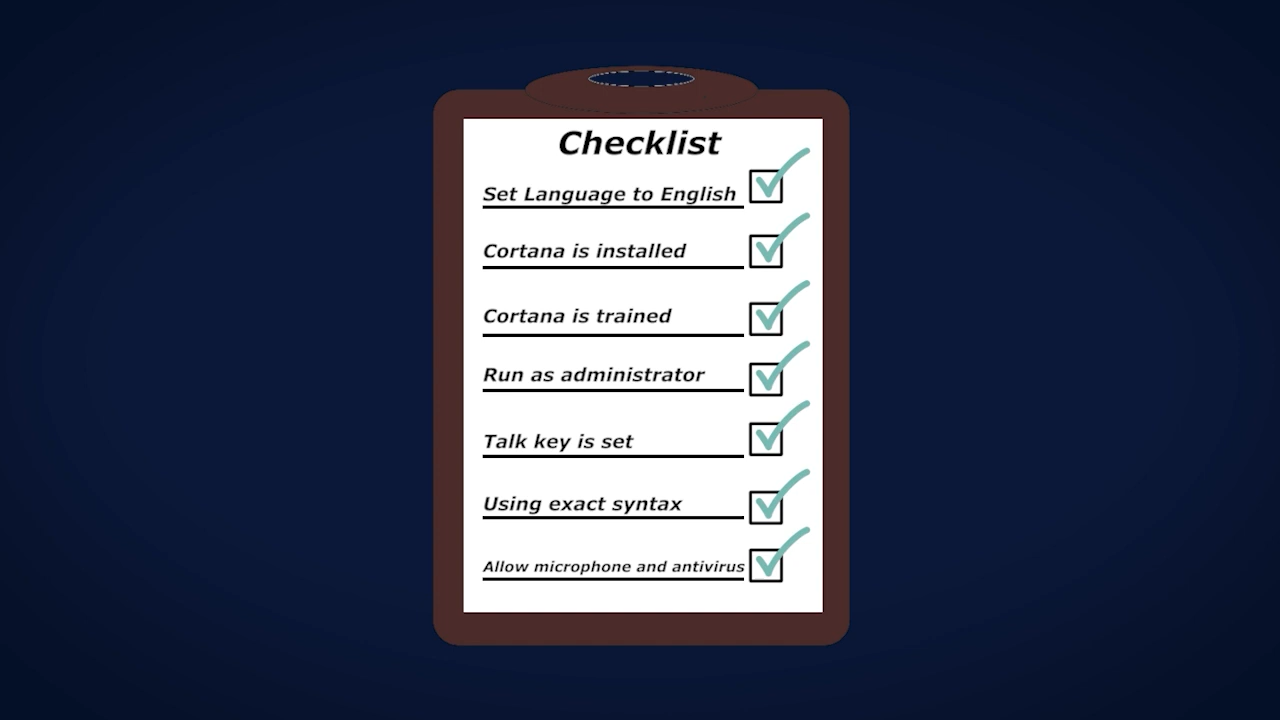 Checklist
Set Language to English
Cortana is installed
Cortana is trained
Run as administrator
Talk key is set
Using exact syntax
Allow microphone and antivirus